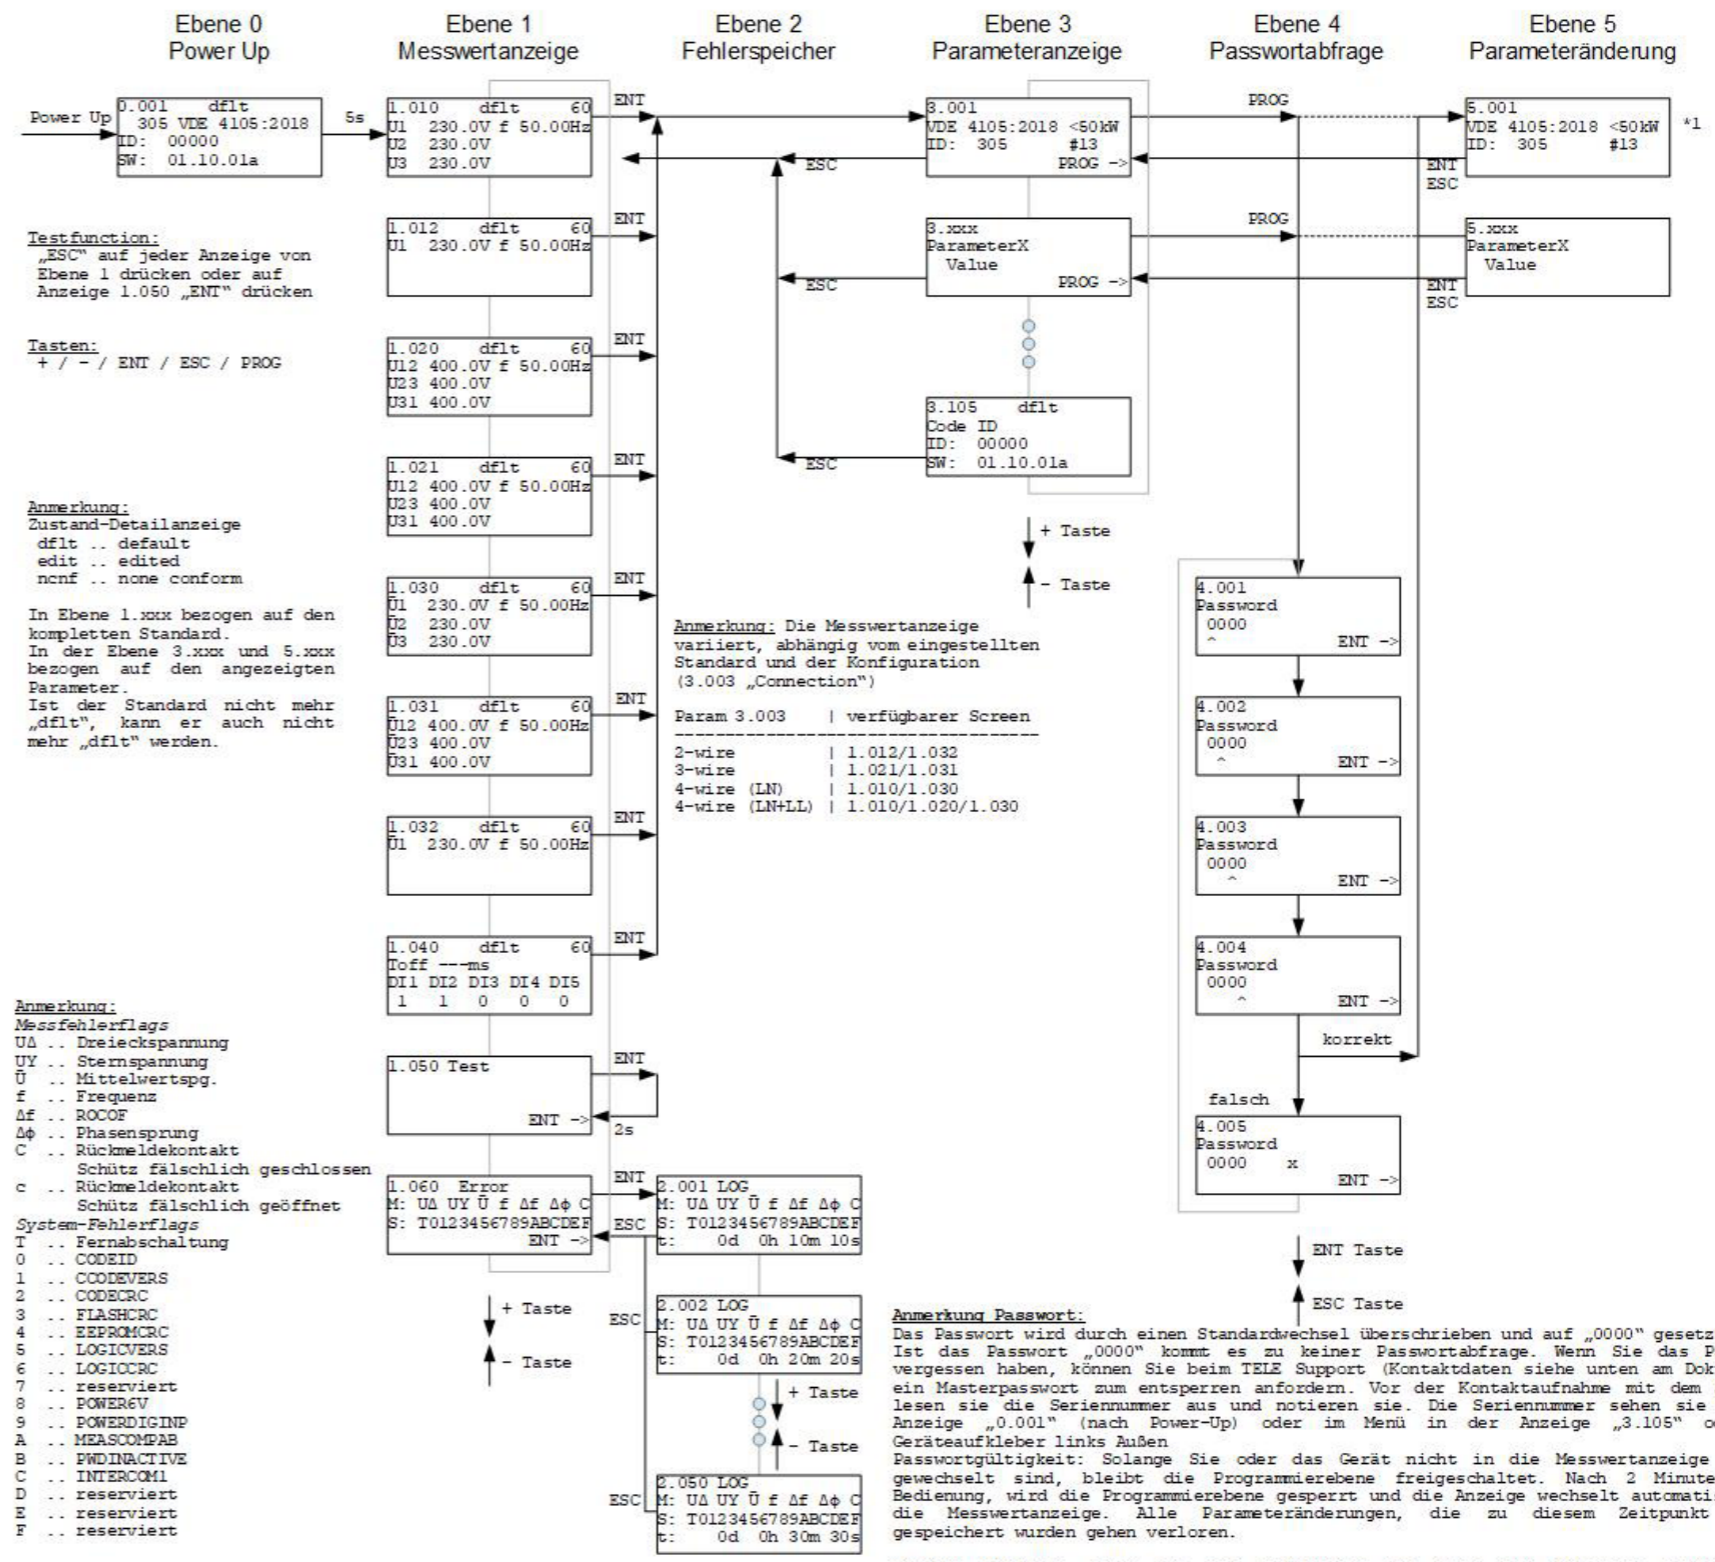 Ebene 0
Power Up
Ebene 1
Messwertanzeige
Ebene 2
Fehlerspeicher
Ebene 3
Parameteranzeige
Ebene 4
Passwortabfrage
Ebene 5
Parameteränderung
Power Up
0.001 dflt
305 VDE 4105:2018
ID: 00000
SW: 01.10.01a
5s
1.010 dflt 60
U1 230.0V f 50.00Hz
U2 230.0V
U3 230.0V
ENT
3.001
VDE 4105:2018 <50kW
ID: 305 #13
PROG ->
ESC
PROG
5.001
VDE 4105:2018 <50kW
ID: 305 #13
*1
ENT
ESC
Testfunction:
„ESC“ auf jeder Anzeige von
Ebene 1 drücken oder auf
Anzeige 1.050 „ENT“ drücken
1.012 dflt 60
U1 230.0V f 50.00Hz
ENT
3.xxx
ParameterX
Value
PROG ->
ESC
PROG
5.xxx
ParameterX
Value
ENT
ESC
Tasten:
+ / - / ENT / ESC / PROG
1.020 dflt 60
U12 400.0V f 50.00Hz
U23 400.0V
U31 400.0V
ENT
3.105 dflt
Code ID
ID: 00000
SW: 01.10.01a
ESC
1.021 dflt 60
U12 400.0V f 50.00Hz
U23 400.0V
U31 400.0V
ENT
+ Taste
- Taste
Anmerkung:
Zustand-Detailanzeige
dflt .. default
edit .. edited
ncnf .. none conform
In Ebene 1.xxx bezogen auf den
kompletten Standard.
In der Ebene 3.xxx und 5.xxx
bezogen auf den angezeigten
Parameter.
Ist der Standard nicht mehr
„dflt“, kann er auch nicht
mehr „dflt“ werden.
1.030 dflt 60
Ū1 230.0V f 50.00Hz
Ū2 230.0V
Ū3 230.0V
ENT
1.031 dflt 60
Ū12 400.0V f 50.00Hz
Ū23 400.0V
Ū31 400.0V
ENT
1.032 dflt 60
Ū1 230.0V f 50.00Hz
ENT
1.040 dflt 60
Toff ---ms
DI1 DI2 DI3 DI4 DI5
1 1 0 0 0
ENT
1.050 Test
ENT ->
ENT
2s
1.060 Error
M: UΔ UY Ū f Δf Δϕ C
S: T0123456789ABCDEF
ENT ->
ENT
ESC
+ Taste
- Taste
Anmerkung: Die Messwertanzeige
variiert, abhängig vom eingestellten
Standard und der Konfiguration
(3.003 „Connection“)
Param 3.003 | verfügbarer Screen
------------------------------------
2-wire | 1.012/1.032
3-wire | 1.021/1.031
4-wire (LN) | 1.010/1.030
4-wire (LN+LL) | 1.010/1.020/1.030
4.001
Password
0000
^
ENT ->
4.002
Password
0000
^
ENT ->
4.003
Password
0000
^
ENT ->
4.004
Password
0000
^
ENT ->
korrekt
falsch
4.005
Password
0000 x
ENT ->
ENT Taste
ESC Taste
Anmerkung:
Messfehlerflags
UΔ .. Dreieckspannung
UY .. Sternspannung
Ū .. Mittelwertspg.
f .. Frequenz
Δf .. ROCOF
Δϕ .. Phasensprung
C .. Rückmeldekontakt
Schütz fälschlich geschlossen
c .. Rückmeldekontakt
Schütz fälschlich geöffnet
System-Fehlerflags
T .. Fernabschaltung
0 .. CODEID
1 .. CCODEVERS
2 .. CODECRC
3 .. FLASHCRC
4 .. EEPROMCRC
5 .. LOGICVERS
6 .. LOGICCRC
7 .. reserviert
8 .. POWER6V
9 .. POWERDIGINP
A .. MEASCOMPAB
B .. PWDINACTIVE
C .. INTERCOM1
D .. reserviert
E .. reserviert
F .. reserviert
2.001 LOG
M: UΔ UY Ū f Δf Δϕ C
S: T0123456789ABCDEF
t: 0d 0h 10m 10s
ESC
2.002 LOG
M: UΔ UY Ū f Δf Δϕ C
S: T0123456789ABCDEF
t: 0d 0h 20m 20s
+ Taste
- Taste
ESC
2.050 LOG
M: UΔ UY Ū f Δf Δϕ C
S: T0123456789ABCDEF
t: 0d 0h 30m 30s
Anmerkung Passwort:
Das Passwort wird durch einen Standardwechsel überschrieben und auf „0000“ gesetz
Ist das Passwort „0000“ kommt es zu keiner Passwortabfrage. Wenn Sie das P
vergessen haben, können Sie beim TELE Support (Kontaktdaten siehe unten am Dok
ein Masterpasswort zum entsperren anfordern. Vor der Kontaktaufnahme mit dem
lesen sie die Seriennummer aus und notieren sie. Die Seriennummer sehen sie
Anzeige „0.001“ (nach Power-Up) oder im Menü in der Anzeige „3.105“ o
Geräteaufkleber links Außen
Passwortgültigkeit: Solange Sie oder das Gerät nicht in die Messwertanzeige
gewechselt sind, bleibt die Programmierebene freigeschaltet. Nach 2 Minute
Bedienung, wird die Programmierebene gesperrt und die Anzeige wechselt automati
die Messwertanzeige. Alle Parameteränderungen, die zu diesem Zeitpunkt
gespeichert wurden gehen verloren.